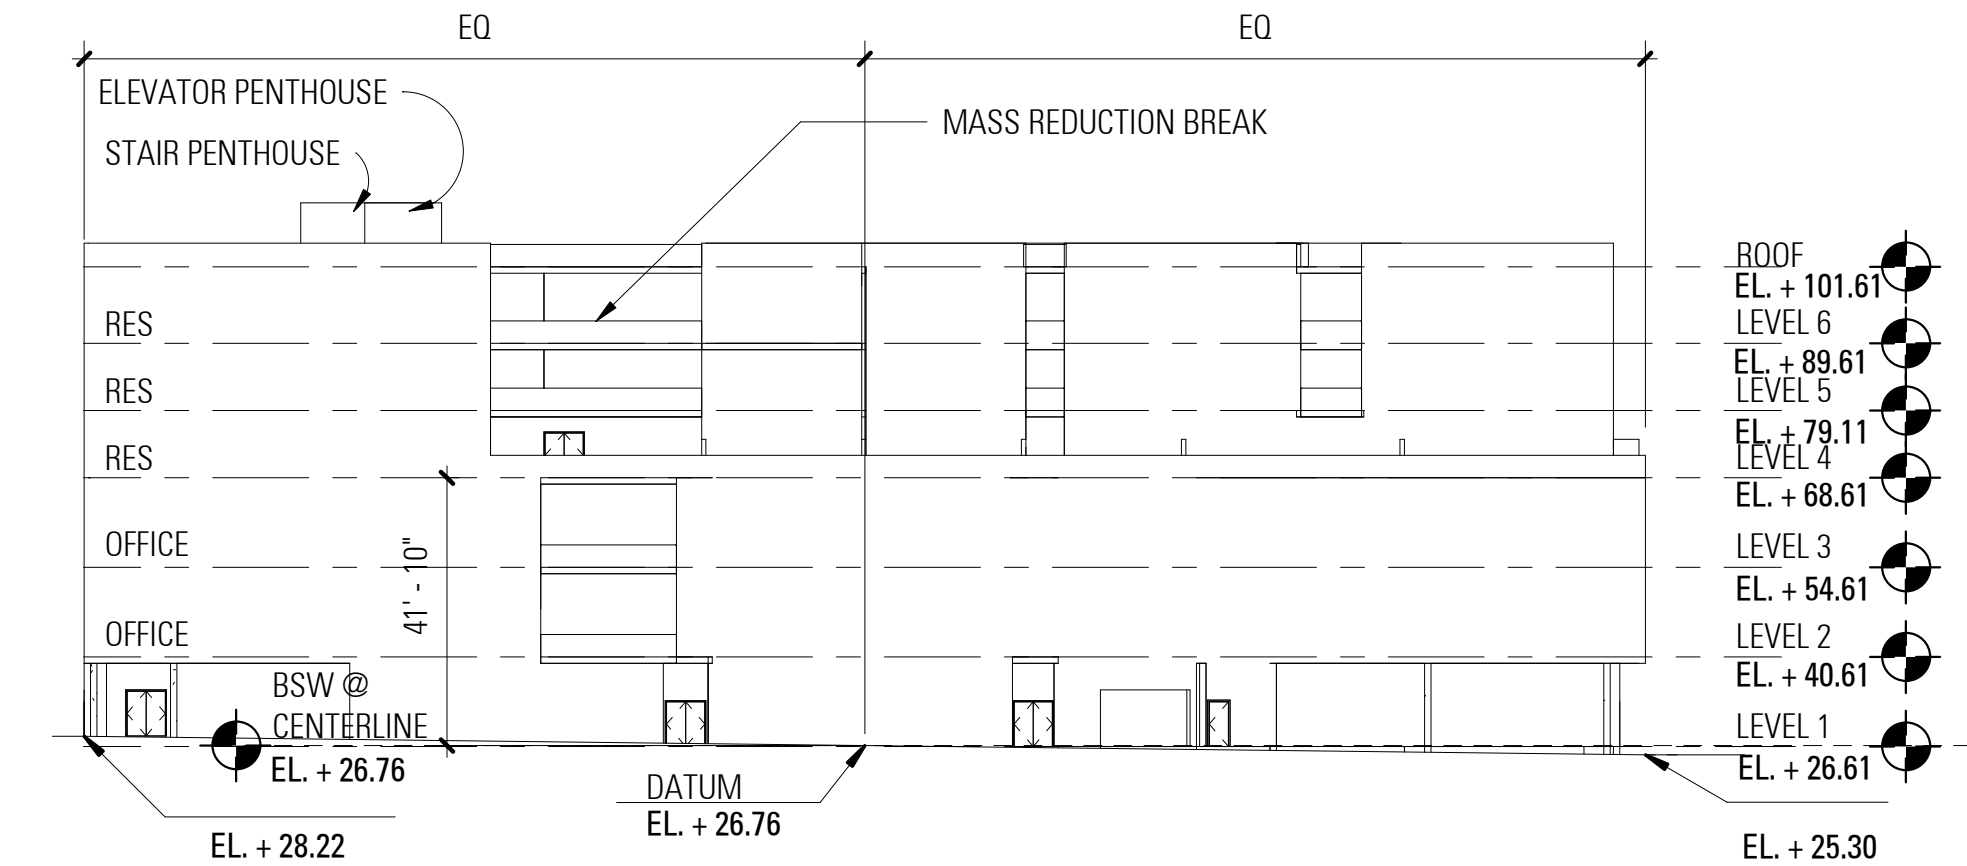 EQ
EQ
ELEVATOR PENTHOUSE
STAIR PENTHOUSE
MASS REDUCTION BREAK
ROOF
EL. + 101.61
RES
LEVEL 6
EL. + 89.61
RES
LEVEL 5
EL. + 79.11
RES
LEVEL 4
EL. + 68.61
OFFICE
41' - 10"
LEVEL 3
EL. + 54.61
OFFICE
LEVEL 2
EL. + 40.61
BSW @
CENTERLINE
EL. + 26.76
LEVEL 1
EL. + 26.61
DATUM
EL. + 26.76
EL. + 28.22
EL. + 25.30